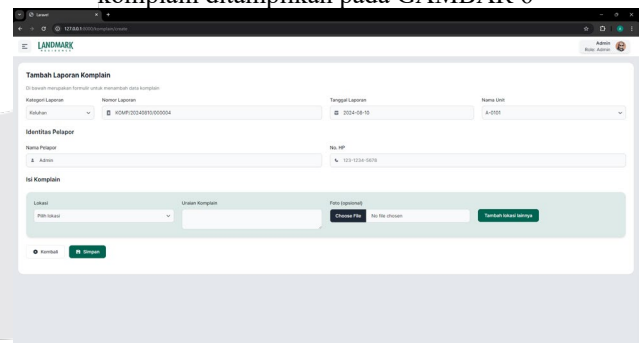 komplain ditampilkan pada GAMBAR 6
Laravel
127.0.0.1:8000/komplain/create
LANDMARK
RESIDENCE
Admin
Role: Admin
Tambah Laporan Komplain
Di bawah merupakan formulir untuk menambah data komplain
Kategori Laporan Nomor Laporan Tanggal Laporan Nama Unit
Keluhan KOMP/20240810/000004 2024-08-10 A-0101
Identitas Pelapor
Nama Pelapor No. HP
Admin 123-1234-5678
Isi Komplain
Lokasi Uraian Komplain Foto (opsional)
Pilih lokasi Choose File No file chosen Tambah lokasi lainnya
Kembali Simpan